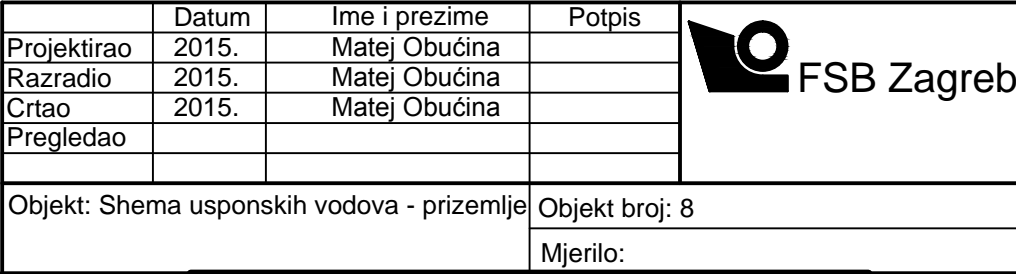 Datum Ime i prezime Potpis
Projektirao 2015. Matej Obućina
Razradio 2015. Matej Obućina
Crtao 2015. Matej Obućina
Pregledao
FSB Zagreb
Objekt: Shema usponskih vodova - prizemlje
Objekt broj: 8
Mjerilo: